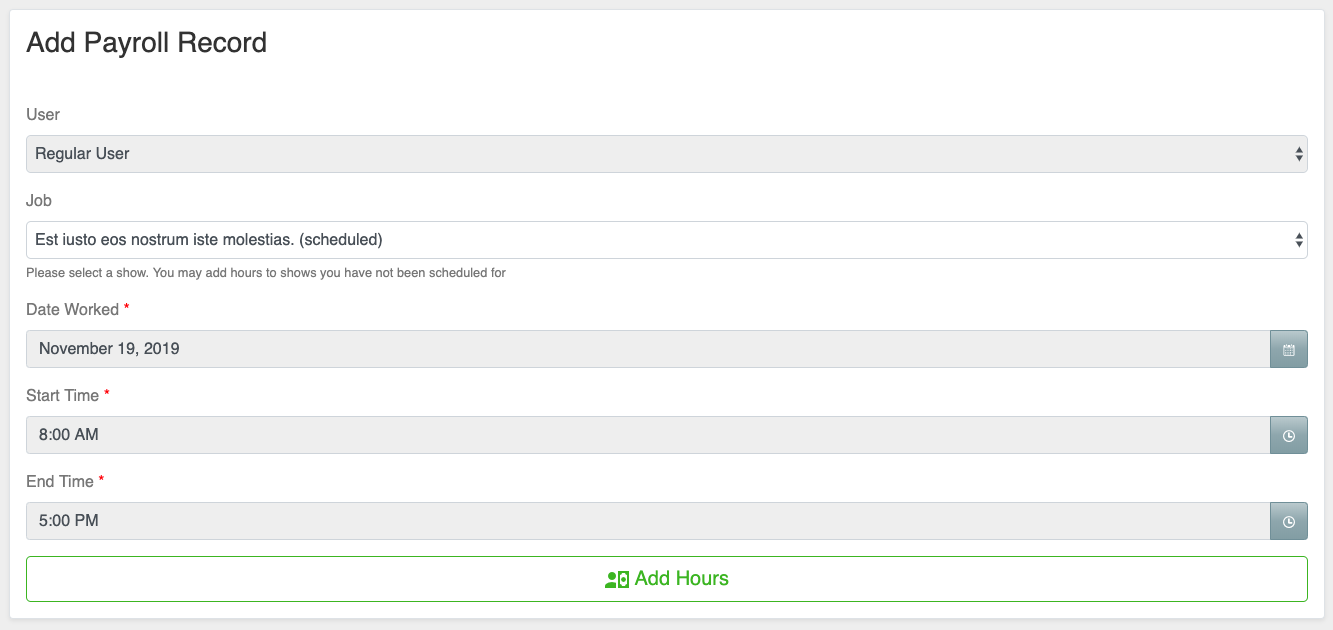 Add Payroll Record
User
Regular User
Job
Est iusto eos nostrum iste molestias. (scheduled)
Please select a show. You may add hours to shows you have not been scheduled for
Date Worked *
November 19, 2019
Start Time *
8:00 AM
End Time *
5:00 PM
Add Hours